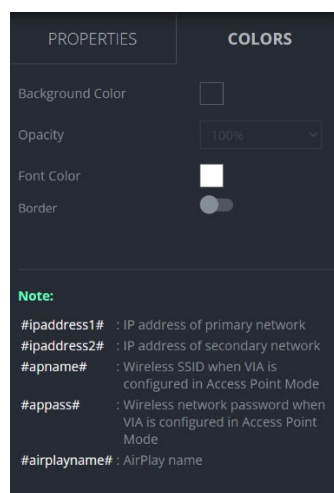 PROPERTIES COLORS
Background Color
Opacity 100%
Font Color
Border
Note:
#ipaddress1# : IP address of primary network
#ipaddress2# : IP address of secondary network
#apname# : Wireless SSID when VIA is
configured in Access Point Mode
#appass# : Wireless network password when
VIA is configured in Access Point
Mode
#airplayname# : AirPlay name